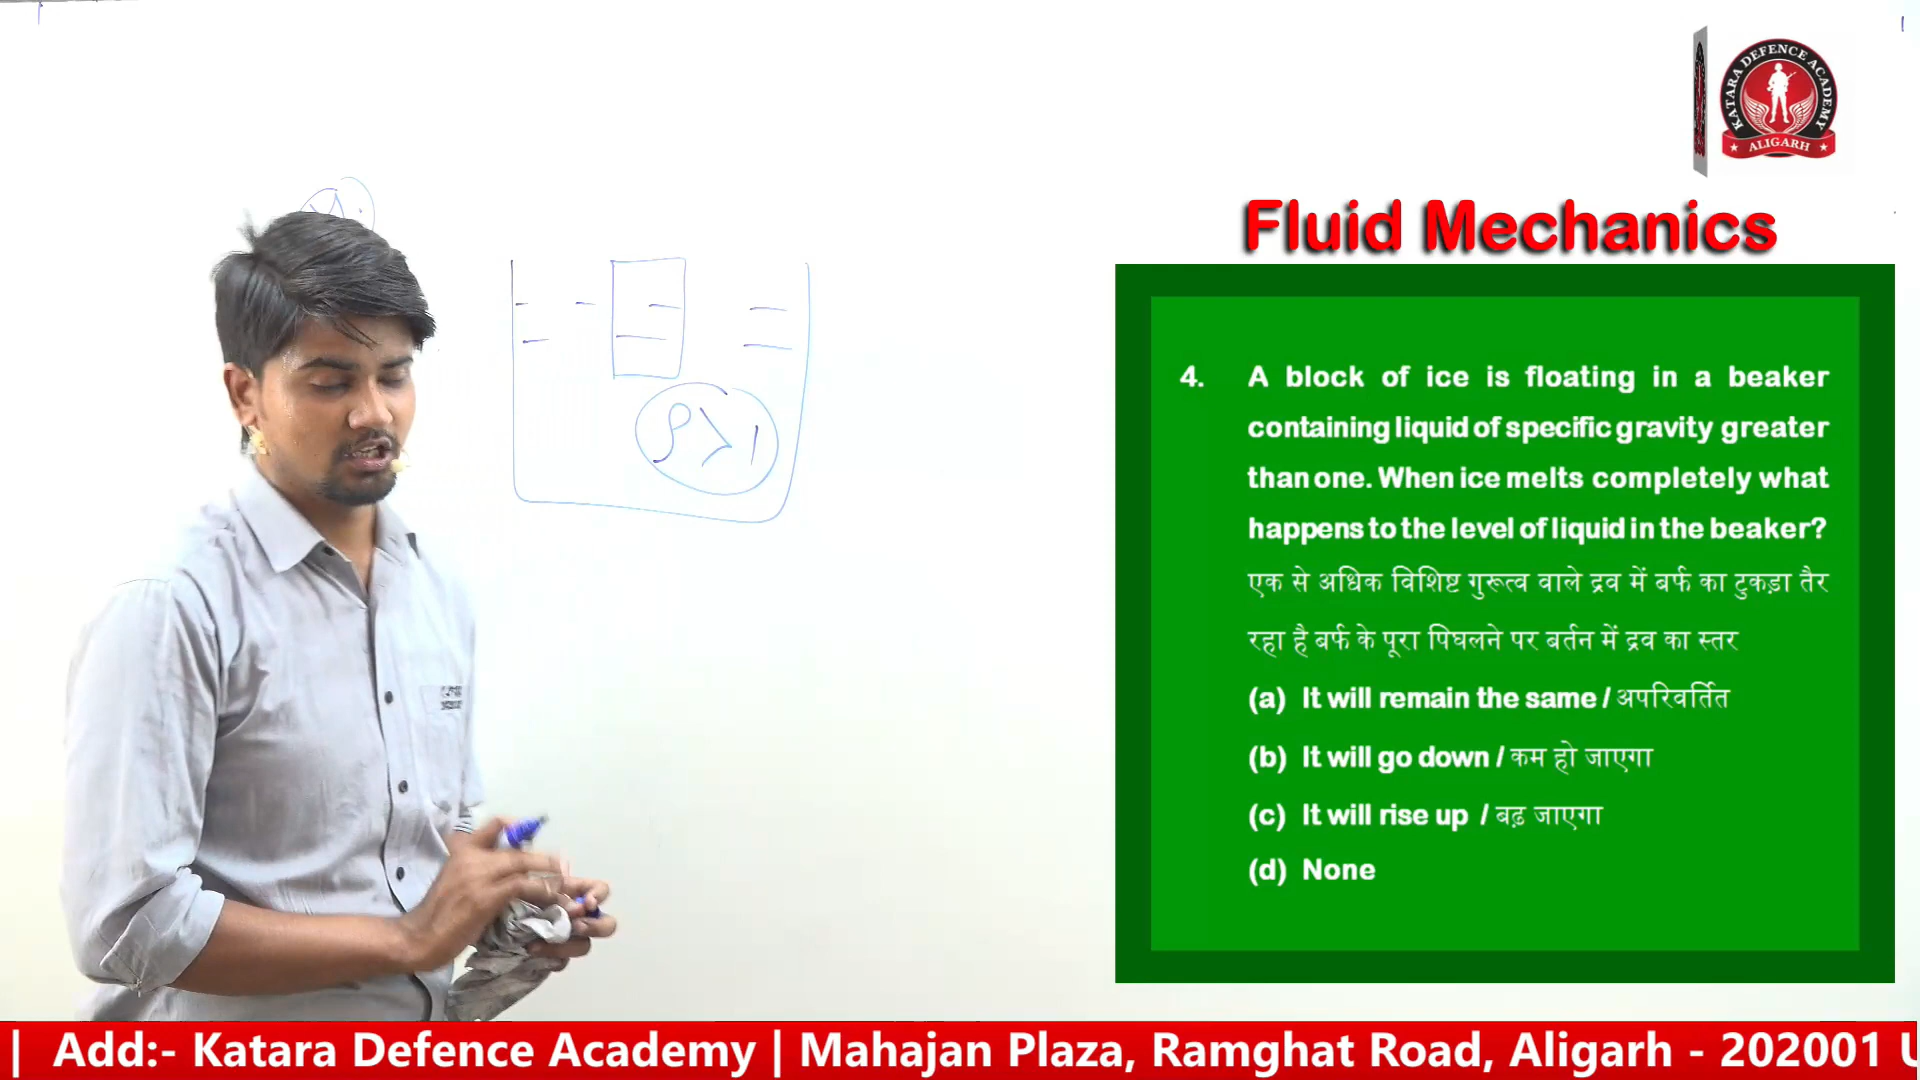 KATARA DEFENCE ACADEMY
ALIGARH
Fluid Mechanics
ρ > 1
4. A block of ice is floating in a beaker
containing liquid of specific gravity greater
than one. When ice melts completely what
happens to the level of liquid in the beaker?
एक से अधिक विशिष्ट गुरूत्व वाले द्रव में बर्फ का टुकड़ा तैर
रहा है बर्फ के पूरा पिघलने पर बर्तन में द्रव का स्तर
(a) It will remain the same / अपरिवर्तित
(b) It will go down / कम हो जाएगा
(c) It will rise up / बढ़ जाएगा
(d) None
| Add:- Katara Defence Academy | Mahajan Plaza, Ramghat Road, Aligarh - 202001 U